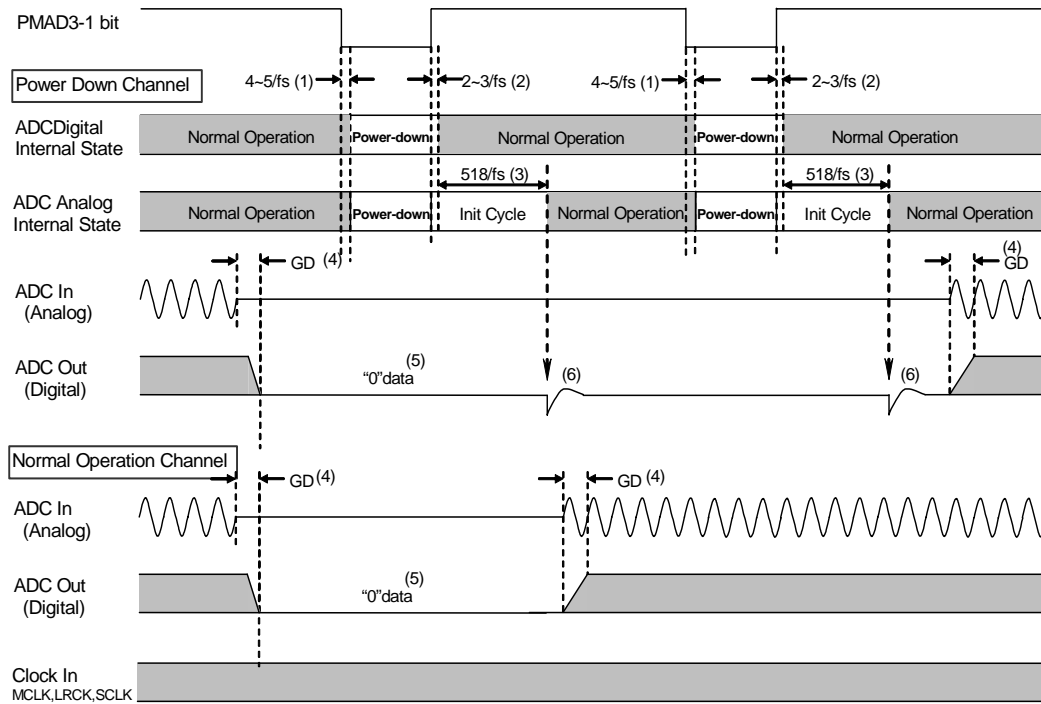 PMAD3-1 bit
4~5/fs (1) 2~3/fs (2) 4~5/fs (1) 2~3/fs (2)
Power Down Channel
ADCDigital
Internal State
Normal Operation Power-down Normal Operation Power-down Normal Operation
518/fs (3) 518/fs (3)
ADC Analog
Internal State
Normal Operation Power-down Init Cycle Normal Operation Power-down Init Cycle Normal Operation
GD (4) (4)
GD
ADC In
(Analog)
ADC Out
(Digital)
(5)
“0”data
(6) (6)
Normal Operation Channel
GD (4) GD (4)
ADC In
(Analog)
ADC Out
(Digital)
(5)
“0”data
Clock In
MCLK,LRCK,SCLK